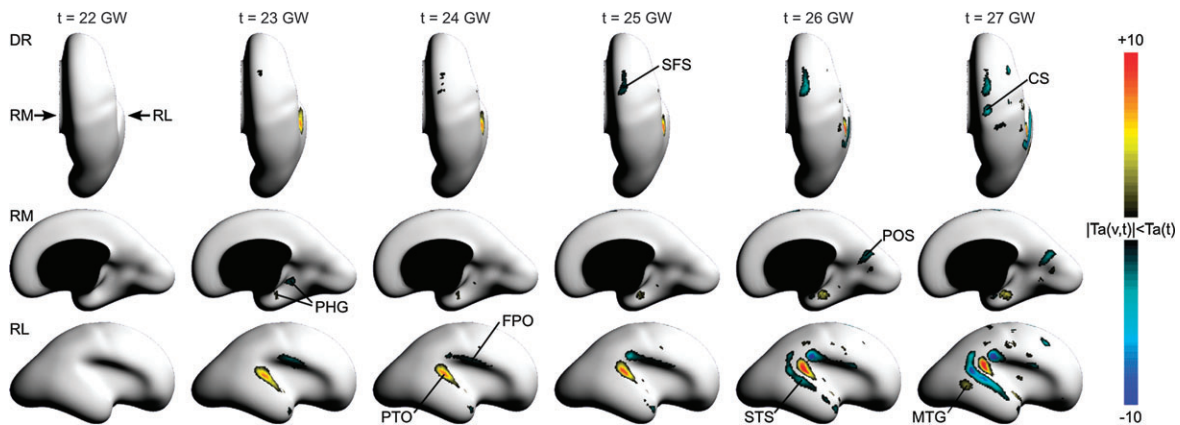 t = 22 GW t = 23 GW t = 24 GW t = 25 GW t = 26 GW t = 27 GW
DR
+10
SFS
CS
RM RL
RM
|Ta(v,t)|<Ta(t)
POS
PHG
RL
FPO
PTO
STS
MTG
-10